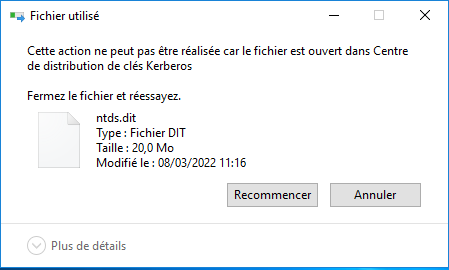 Fichier utilisé
Cette action ne peut pas être réalisée car le fichier est ouvert dans Centre
de distribution de clés Kerberos
Fermez le fichier et réessayez.
ntds.dit
Type : Fichier DIT
Taille : 20,0 Mo
Modifié le : 08/03/2022 11:16
Recommencer
Annuler
Plus de détails